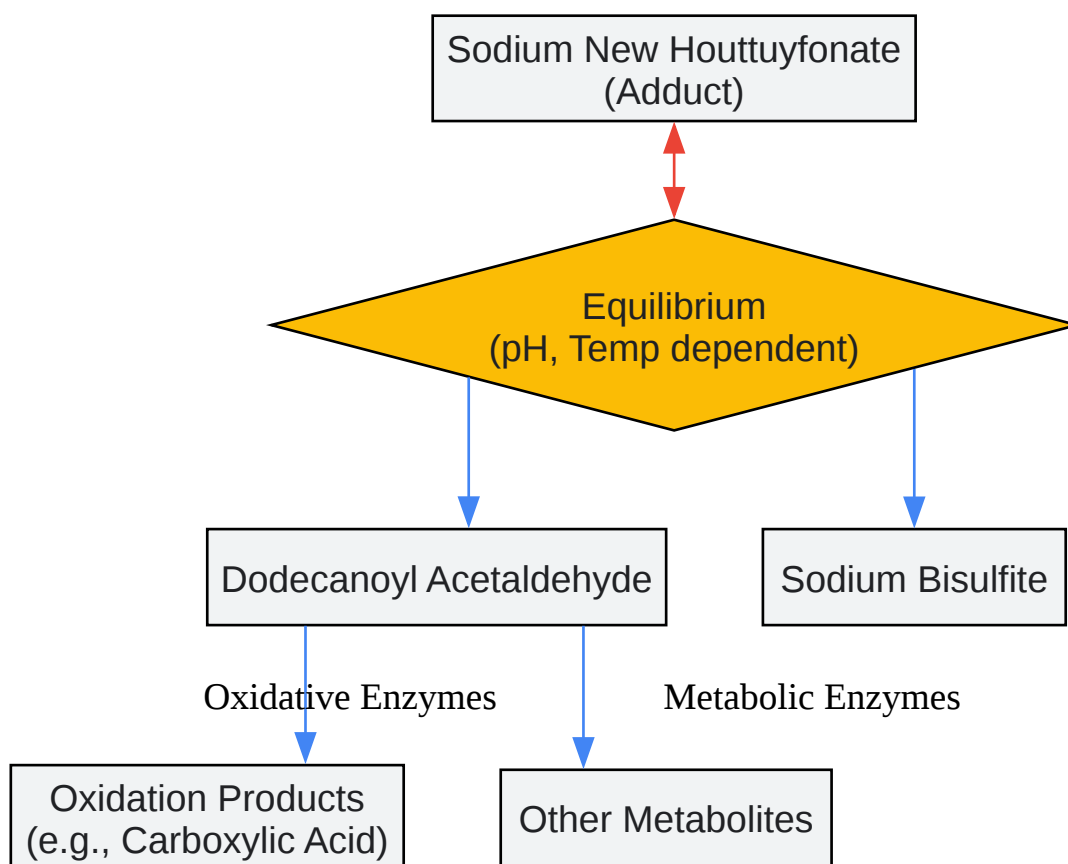 Sodium New Houttuyfonate
(Adduct)
Equilibrium
(pH, Temp dependent)
Dodecanoyl Acetaldehyde
Sodium Bisulfite
Oxidative Enzymes
Metabolic Enzymes
Oxidation Products
(e.g., Carboxylic Acid)
Other Metabolites